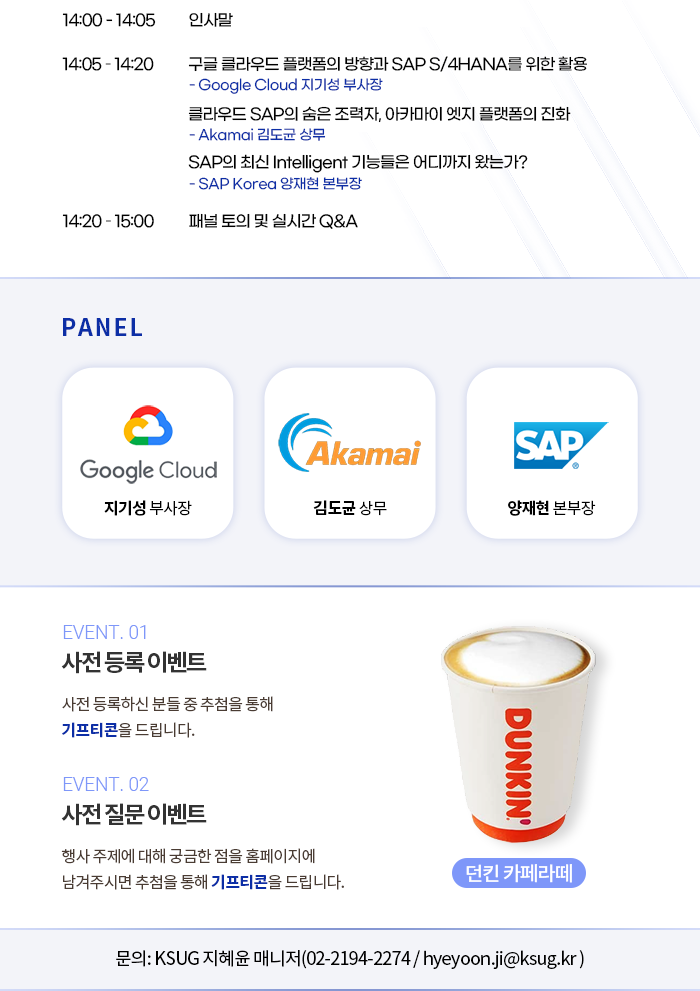 14:00 - 14:05 인사말
14:05 - 14:20 구글 클라우드 플랫폼의 방향과 SAP S/4HANA를 위한 활용
- Google Cloud 지기성 부사장
클라우드 SAP의 숨은 조력자, 아카마이 엣지 플랫폼의 진화
- Akamai 김도균 상무
SAP의 최신 Intelligent 기능들은 어디까지 왔는가?
- SAP Korea 양재현 본부장
14:20 - 15:00 패널 토의 및 실시간 Q&A
PANEL
Google Cloud
지기성 부사장
Akamai
김도균 상무
SAP®
양재현 본부장
EVENT. 01
사전 등록 이벤트
사전 등록하신 분들 중 추첨을 통해
기프티콘을 드립니다.
EVENT. 02
사전 질문 이벤트
행사 주제에 대해 궁금한 점을 홈페이지에
남겨주시면 추첨을 통해 기프티콘을 드립니다.
DUNKIN'
던킨 카페라떼
문의: KSUG 지혜윤 매니저(02-2194-2274 / hyeyoon.ji@ksug.kr )